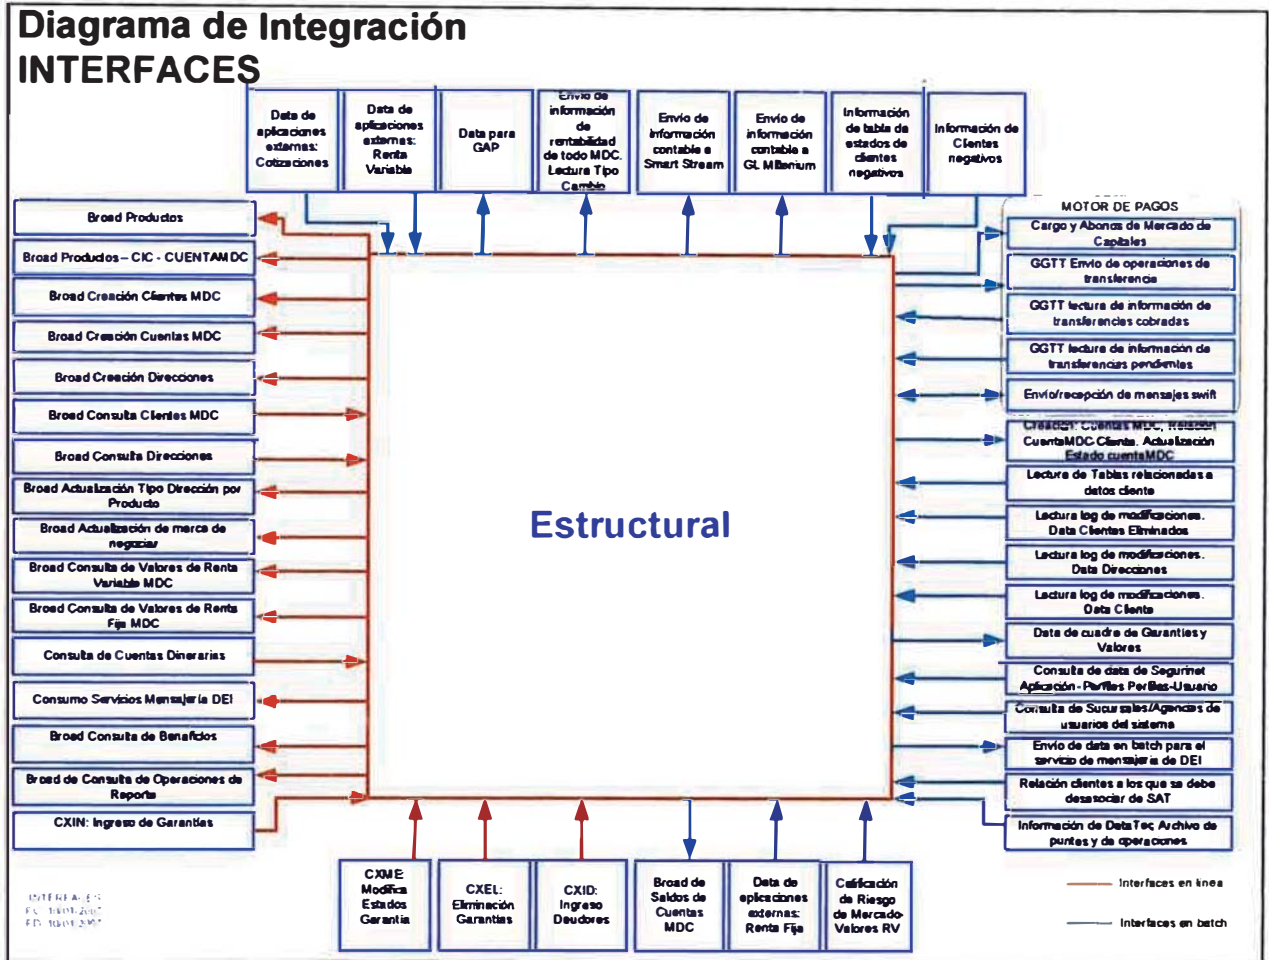 Diagrama de Integración
INTERFACES
Data de
aplicaciones
externas:
Cotizaciones
Data de
aplicaciones
externas:
Renta
Variable
Data para
GAP
Envío de
información
de
rentabilidad
de todo MDC.
Lectura Tipo
Cambio
Envío de
información
contable a
Smart Stream
Envío de
información
contable a
GL Millenium
Información
de tabla de
estados de
clientes
negativos
Información de
Clientes
negativos
Broad Productos
Broad Productos – CIC - CUENTAMDC
Broad Creación Clientes MDC
Broad Creación Cuentas MDC
Broad Creación Direcciones
Broad Consulta Clientes MDC
Broad Consulta Direcciones
Broad Actualización Tipo Dirección por
Producto
Broad Actualización de marca de
negociar
Broad Consulta de Valores de Renta
Variable MDC
Broad Consulta de Valores de Renta
Fija MDC
Consulta de Cuentas Dinerarias
Consumo Servicios Mensajería DEI
Broad Consulta de Beneficios
Broad de Consulta de Operaciones de
Reporte
CXIN: Ingreso de Garantías
Estructural
MOTOR DE PAGOS
Cargo y Abonos de Mercado de
Capitales
GGTT Envío de operaciones de
transferencia
GGTT lectura de información de
transferencias cobradas
GGTT lectura de información de
transferencias pendientes
Envío/recepción de mensajes swift
Creación: Cuentas MDC, Relación
CuentaMDC-Cliente. Actualización
Estado cuentaMDC
Lectura de Tablas relacionadas a
datos cliente
Lectura log de modificaciones.
Data Clientes Eliminados
Lectura log de modificaciones.
Data Direcciones
Lectura log de modificaciones.
Data Cliente
Data de cuadre de Garantías y
Valores
Consulta de data de Segurinet
Aplicación - Perfiles Perfiles-Usuario
Consulta de Sucursales/Agencias de
usuarios del sistema
Envío de data en batch para el
servicio de mensajería de DEI
Relación clientes a los que se debe
desasociar de SAT
Información de DataTec, Archivo de
puntas y de operaciones
CXME:
Modifica
Estados
Garantía
CXEL:
Eliminación
Garantías
CXID:
Ingreso
Deudores
Broad de
Saldos de
Cuentas
MDC
Data de
aplicaciones
externas:
Renta Fija
Calificación
de Riesgo
de Mercado-
Valores RV
INTERFACES
Interfaces en línea
Interfaces en batch